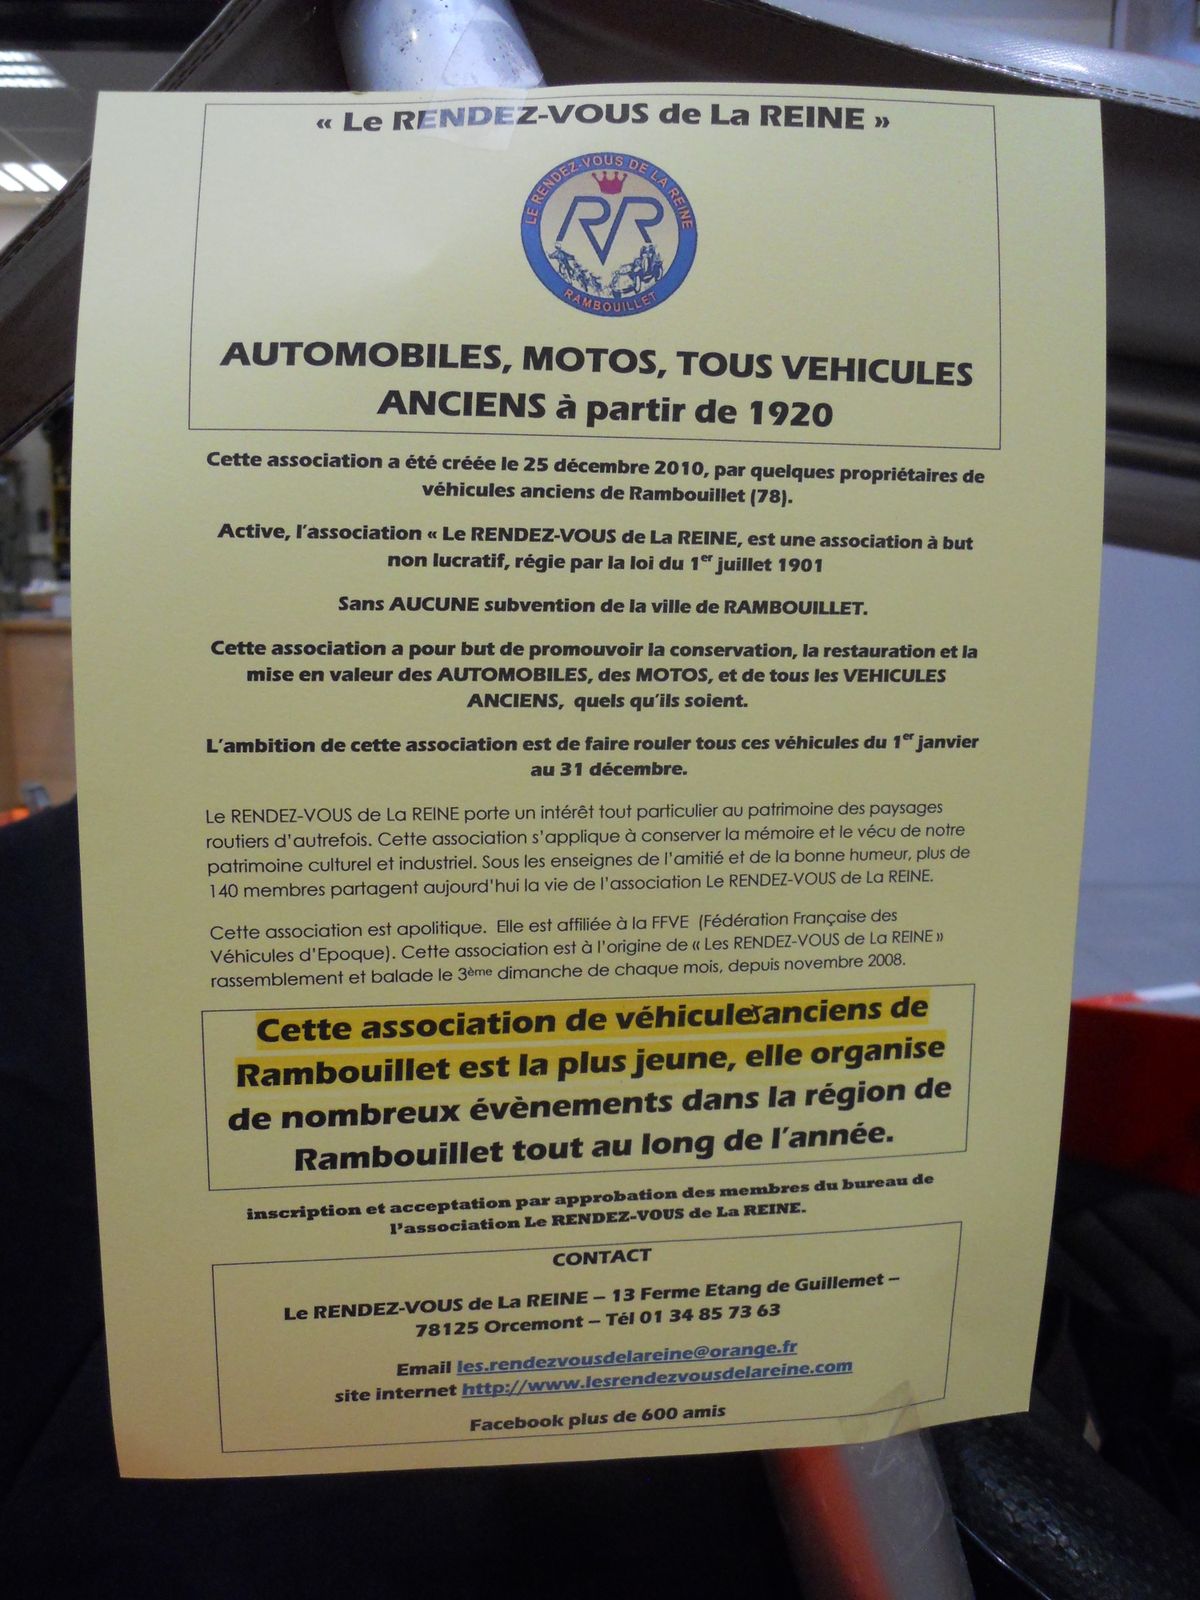 « Le RENDEZ-VOUS de La REINE »
LE RENDEZ-VOUS DE LA REINE
RVR
RAMBOUILLET
AUTOMOBILES, MOTOS, TOUS VEHICULES
ANCIENS à partir de 1920
Cette association a été créée le 25 décembre 2010, par quelques propriétaires de
véhicules anciens de Rambouillet (78).
Active, l'association « Le RENDEZ-VOUS de La REINE, est une association à but
non lucratif, régie par la loi du 1er juillet 1901
Sans AUCUNE subvention de la ville de RAMBOUILLET.
Cette association a pour but de promouvoir la conservation, la restauration et la
mise en valeur des AUTOMOBILES, des MOTOS, et de tous les VEHICULES
ANCIENS, quels qu'ils soient.
L'ambition de cette association est de faire rouler tous ces véhicules du 1er janvier
au 31 décembre.
Le RENDEZ-VOUS de La REINE porte un intérêt tout particulier au patrimoine des paysages
routiers d'autrefois. Cette association s'applique à conserver la mémoire et le vécu de notre
patrimoine culturel et industriel. Sous les enseignes de l'amitié et de la bonne humeur, plus de
140 membres partagent aujourd'hui la vie de l'association Le RENDEZ-VOUS de La REINE.
Cette association est apolitique. Elle est affiliée à la FFVE (Fédération Française des
Véhicules d'Epoque). Cette association est à l'origine de « Les RENDEZ-VOUS de La REINE »
rassemblement et balade le 3ème dimanche de chaque mois, depuis novembre 2008.
Cette association de véhicules anciens de
Rambouillet est la plus jeune, elle organise
de nombreux évènements dans la région de
Rambouillet tout au long de l'année.
inscription et acceptation par approbation des membres du bureau de
l'association Le RENDEZ-VOUS de La REINE.
CONTACT
Le RENDEZ-VOUS de La REINE – 13 Ferme Etang de Guillemet –
78125 Orcemont – Tél 01 34 85 73 63
Email les.rendezvousdelareine@orange.fr
site internet http://www.lesrendezvousdelareine.com
Facebook plus de 600 amis